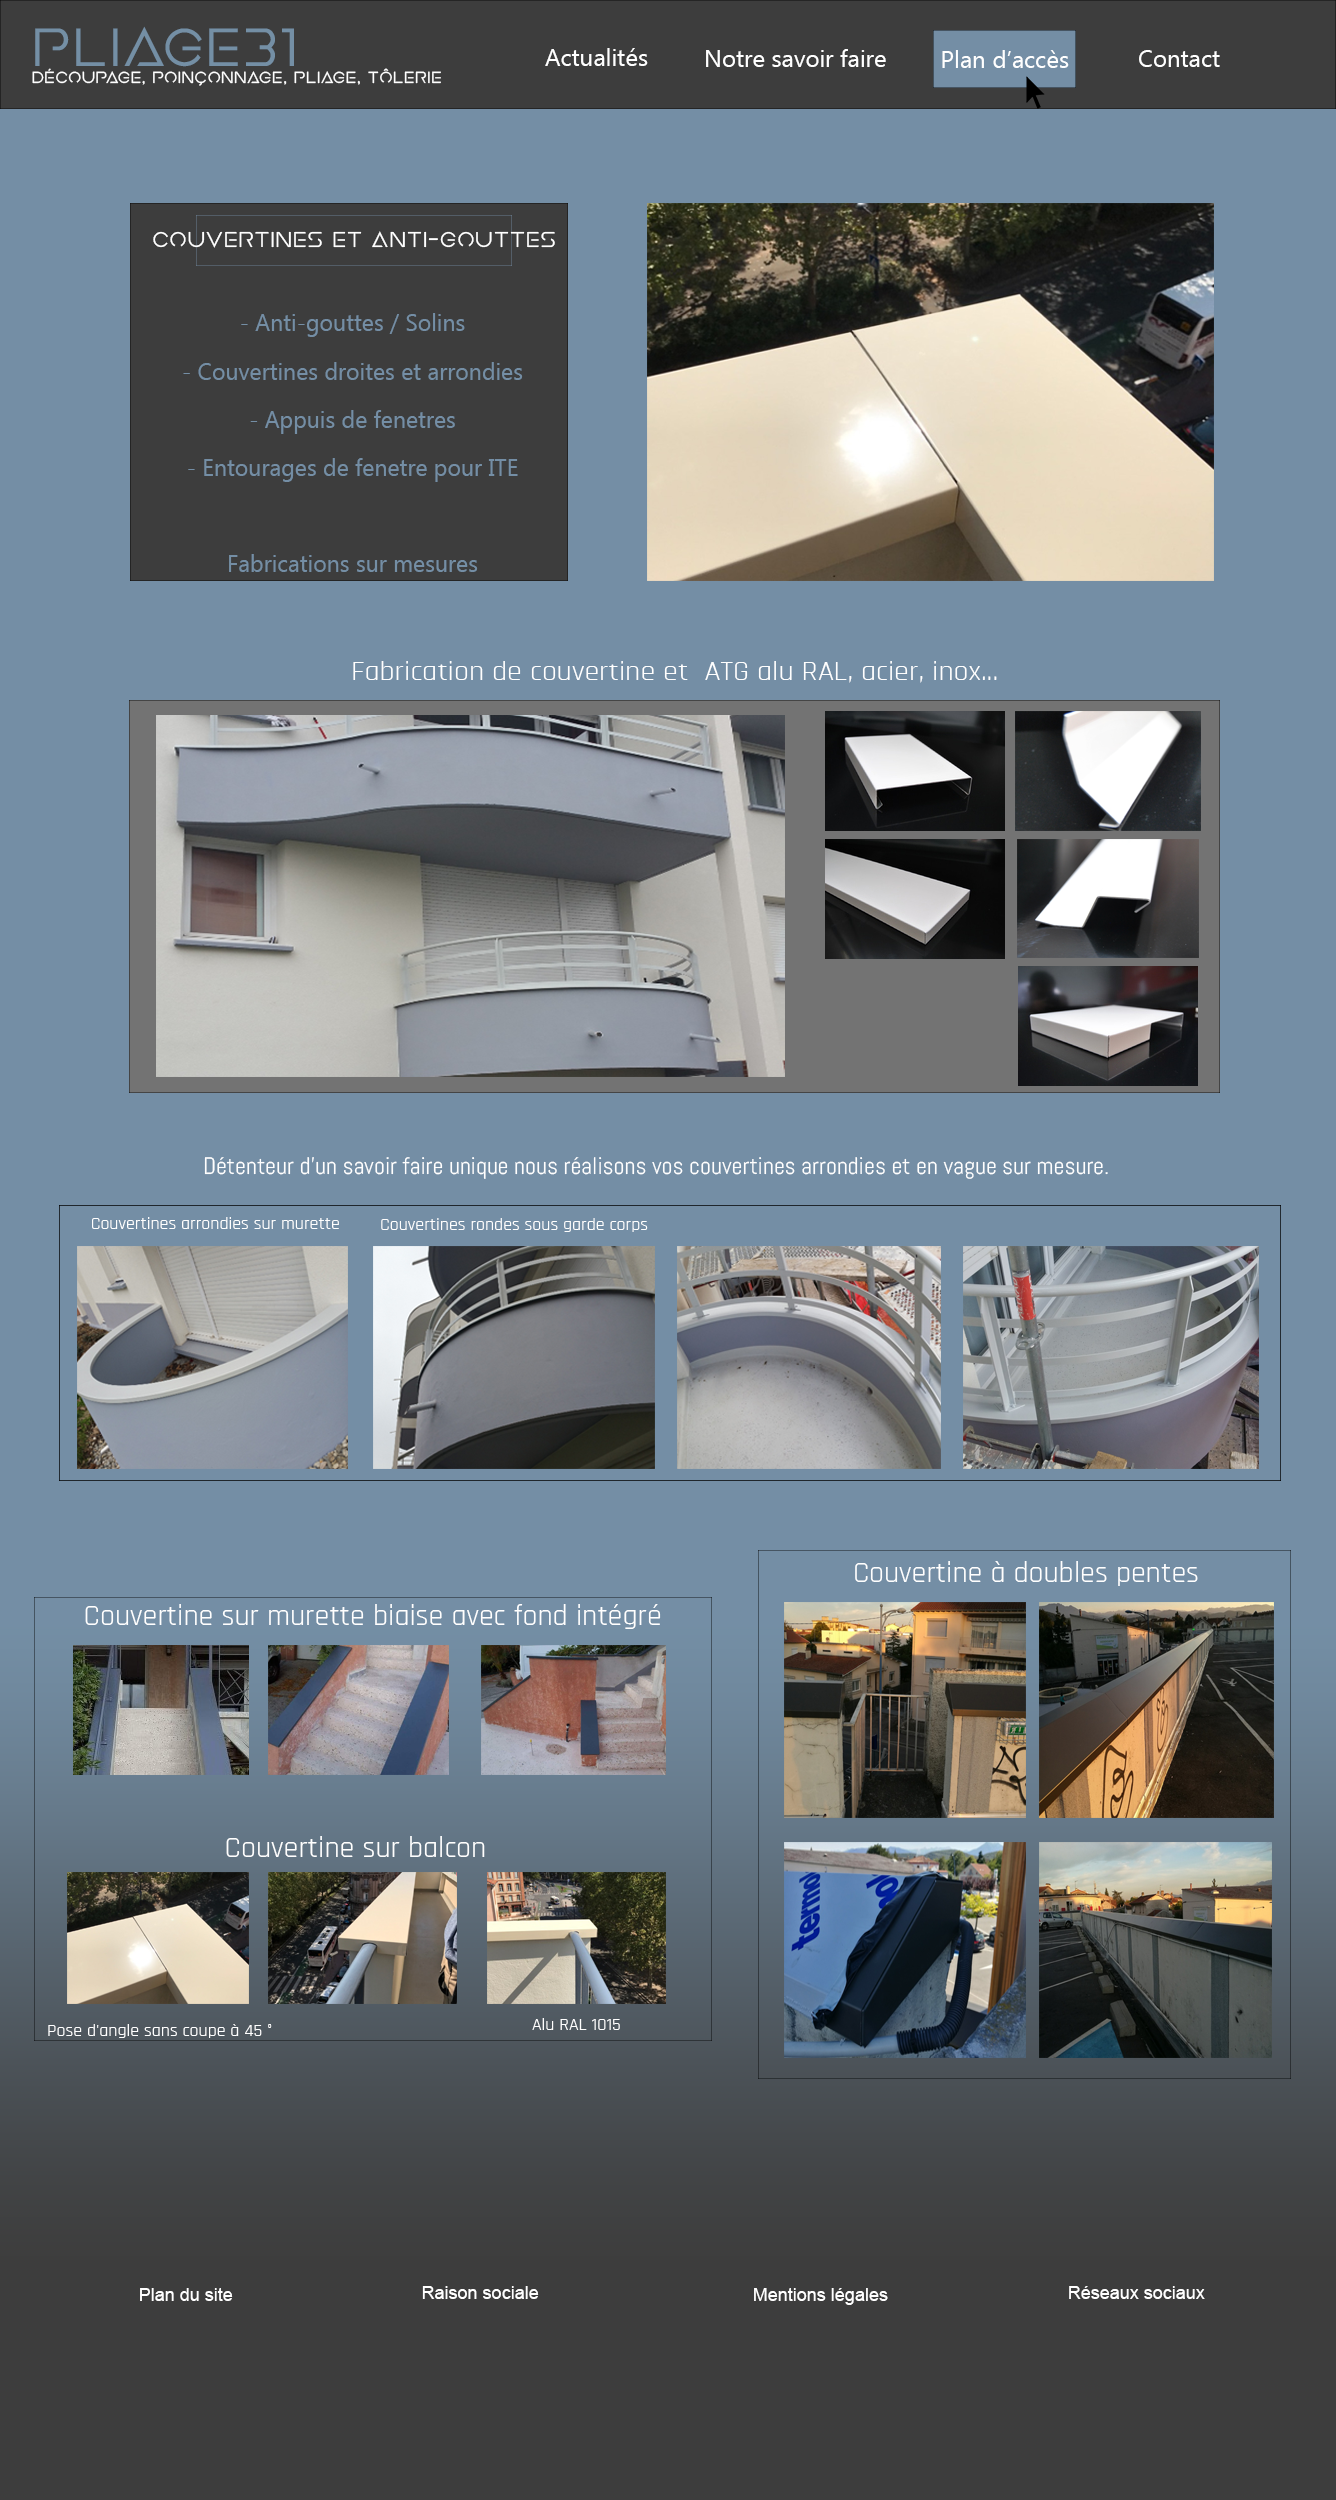 PLIAGE31
DÉCOUPAGE, POINÇONNAGE, PLIAGE, TÔLERIE
Actualités
Notre savoir faire
Plan d'accès
Contact
COUVERTINES ET ANTI-GOUTTES
- Anti-gouttes / Solins
- Couvertines droites et arrondies
- Appuis de fenetres
- Entourages de fenetre pour ITE
Fabrications sur mesures
Fabrication de couvertine et ATG alu RAL, acier, inox...
Détenteur d'un savoir faire unique nous réalisons vos couvertines arrondies et en vague sur mesure.
Couvertines arrondies sur murette
Couvertines rondes sous garde corps
Couvertine sur murette biaise avec fond intégré
Couvertine sur balcon
Pose d'angle sans coupe à 45 °
Alu RAL 1015
Couvertine à doubles pentes
termo
Plan du site
Raison sociale
Mentions légales
Réseaux sociaux